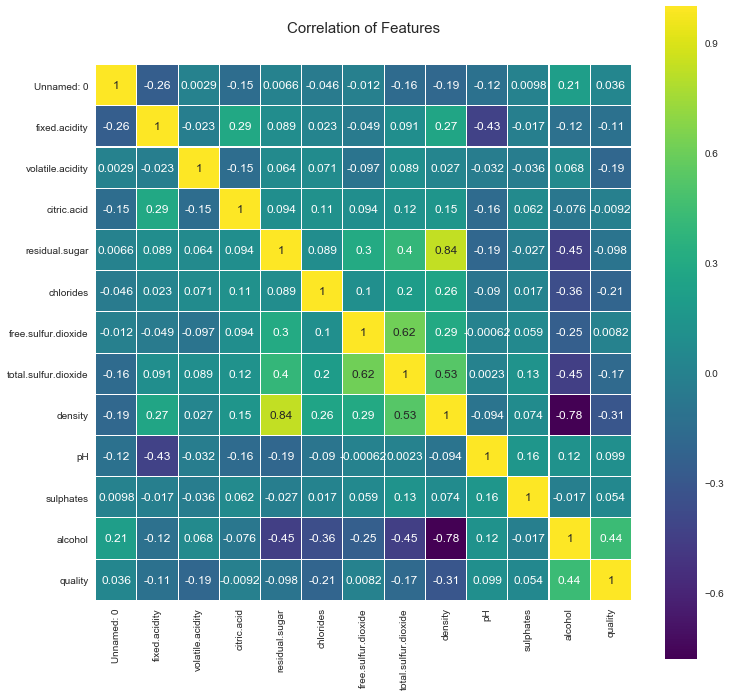 Correlation of Features
Unnamed: 0 1 -0.26 0.0029 -0.15 0.0066 -0.046 -0.012 -0.16 -0.19 -0.12 0.0098 0.21 0.036
fixed.acidity -0.26 1 -0.023 0.29 0.089 0.023 -0.049 0.091 0.27 -0.43 -0.017 -0.12 -0.11
volatile.acidity 0.0029 -0.023 1 -0.15 0.064 0.071 -0.097 0.089 0.027 -0.032 -0.036 0.068 -0.19
citric.acid -0.15 0.29 -0.15 1 0.094 0.11 0.094 0.12 0.15 -0.16 0.062 -0.076 -0.0092
residual.sugar 0.0066 0.089 0.064 0.094 1 0.089 0.3 0.4 0.84 -0.19 -0.027 -0.45 -0.098
chlorides -0.046 0.023 0.071 0.11 0.089 1 0.1 0.2 0.26 -0.09 0.017 -0.36 -0.21
free.sulfur.dioxide -0.012 -0.049 -0.097 0.094 0.3 0.1 1 0.62 0.29 -0.00062 0.059 -0.25 0.0082
total.sulfur.dioxide -0.16 0.091 0.089 0.12 0.4 0.2 0.62 1 0.53 0.0023 0.13 -0.45 -0.17
density -0.19 0.27 0.027 0.15 0.84 0.26 0.29 0.53 1 -0.094 0.074 -0.78 -0.31
pH -0.12 -0.43 -0.032 -0.16 -0.19 -0.09 -0.00062 0.0023 -0.094 1 0.16 0.12 0.099
sulphates 0.0098 -0.017 -0.036 0.062 -0.027 0.017 0.059 0.13 0.074 0.16 1 -0.017 0.054
alcohol 0.21 -0.12 0.068 -0.076 -0.45 -0.36 -0.25 -0.45 -0.78 0.12 -0.017 1 0.44
quality 0.036 -0.11 -0.19 -0.0092 -0.098 -0.21 0.0082 -0.17 -0.31 0.099 0.054 0.44 1
Unnamed: 0
fixed.acidity
volatile.acidity
citric.acid
residual.sugar
chlorides
free.sulfur.dioxide
total.sulfur.dioxide
density
pH
sulphates
alcohol
quality
0.9
0.6
0.3
0.0
−0.3
−0.6